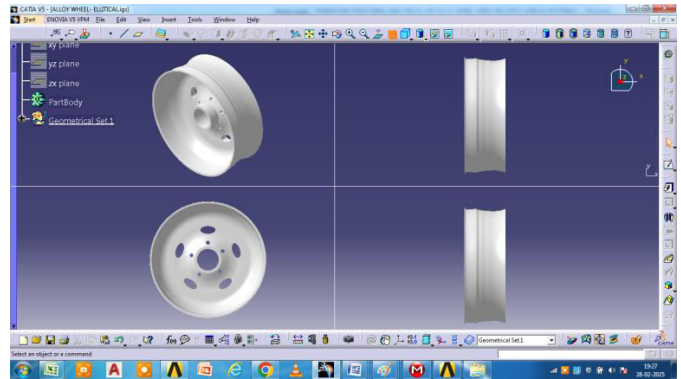 CATIA V5 - [ALLOY WHEEL- ELLITICAL.igs]
Start ENOVIA V5 VPM File Edit View Insert Tools Window Help
xy plane
yz plane
zx plane
PartBody
Geometrical Set.1
y
x
z
Geometrical Set.1
CATIA
Select an object or a command
19:27
28-02-2025